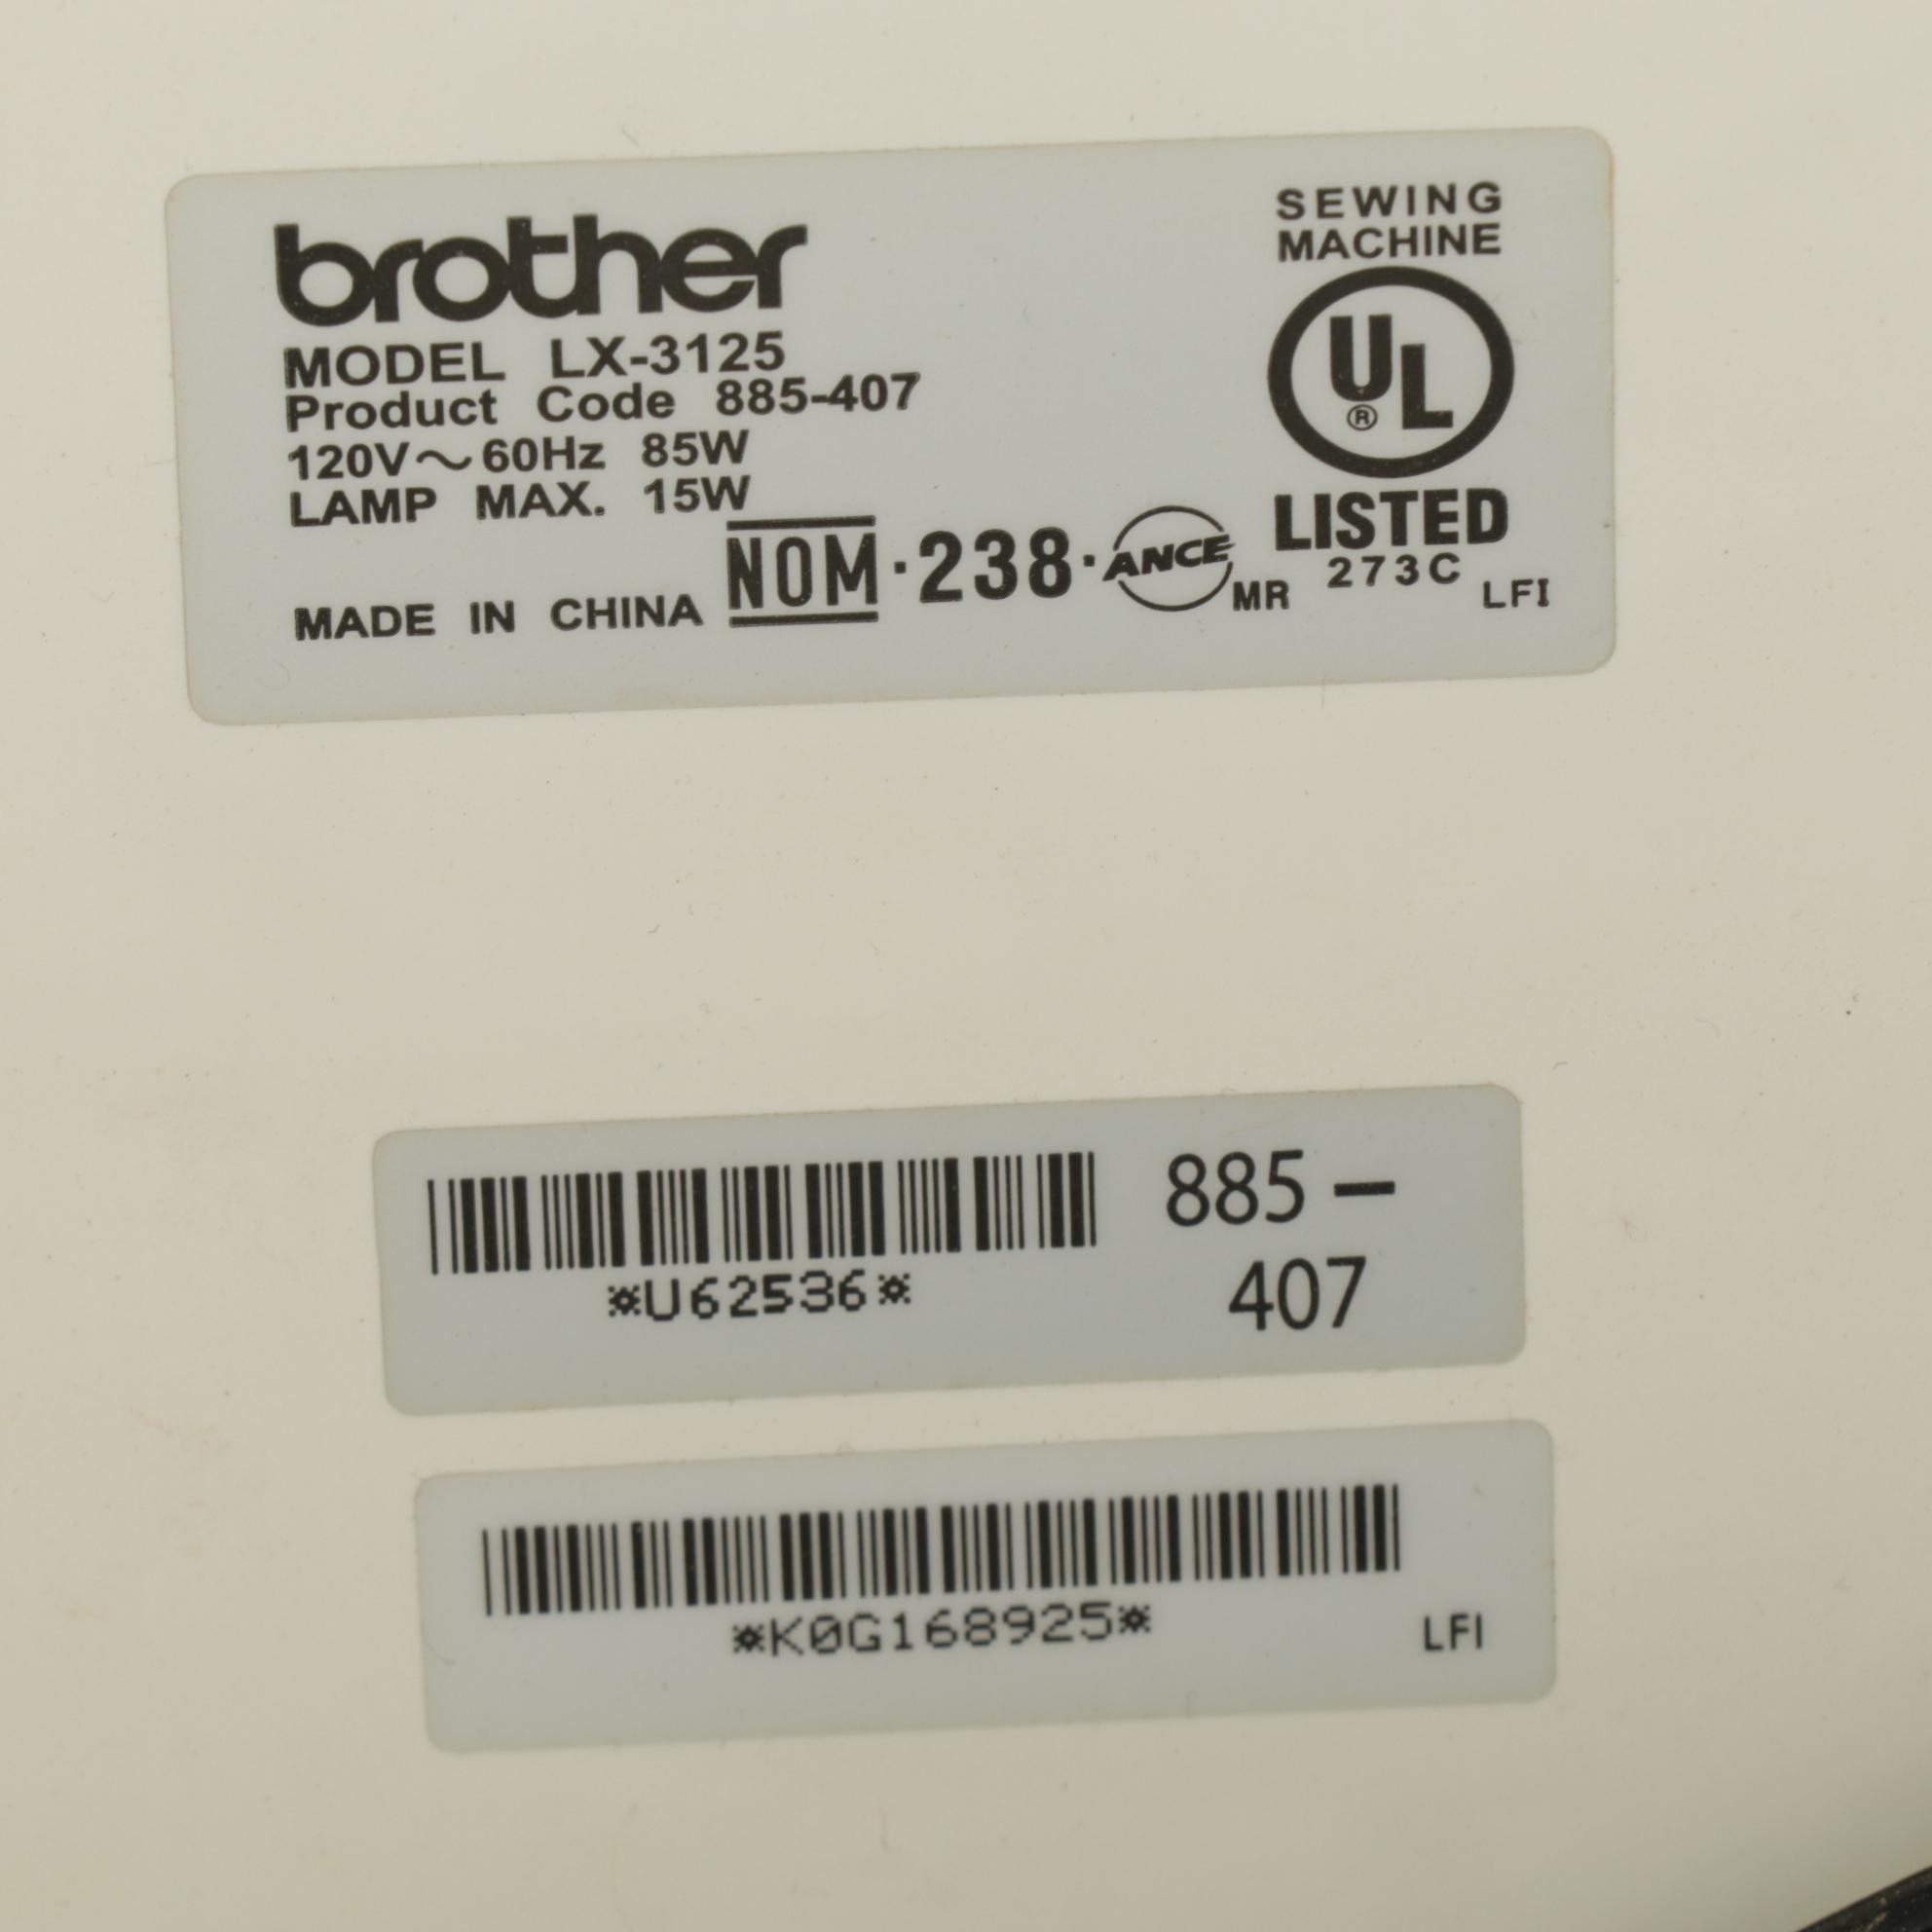 brother
MODEL LX-3125
Product Code 885-407
120V～60Hz 85W
LAMP MAX. 15W
MADE IN CHINA
NOM·238·ANCE MR
SEWING
MACHINE
UL®
LISTED
273C
LFI
*U62536*
885-
407
*K0G168925*
LFI